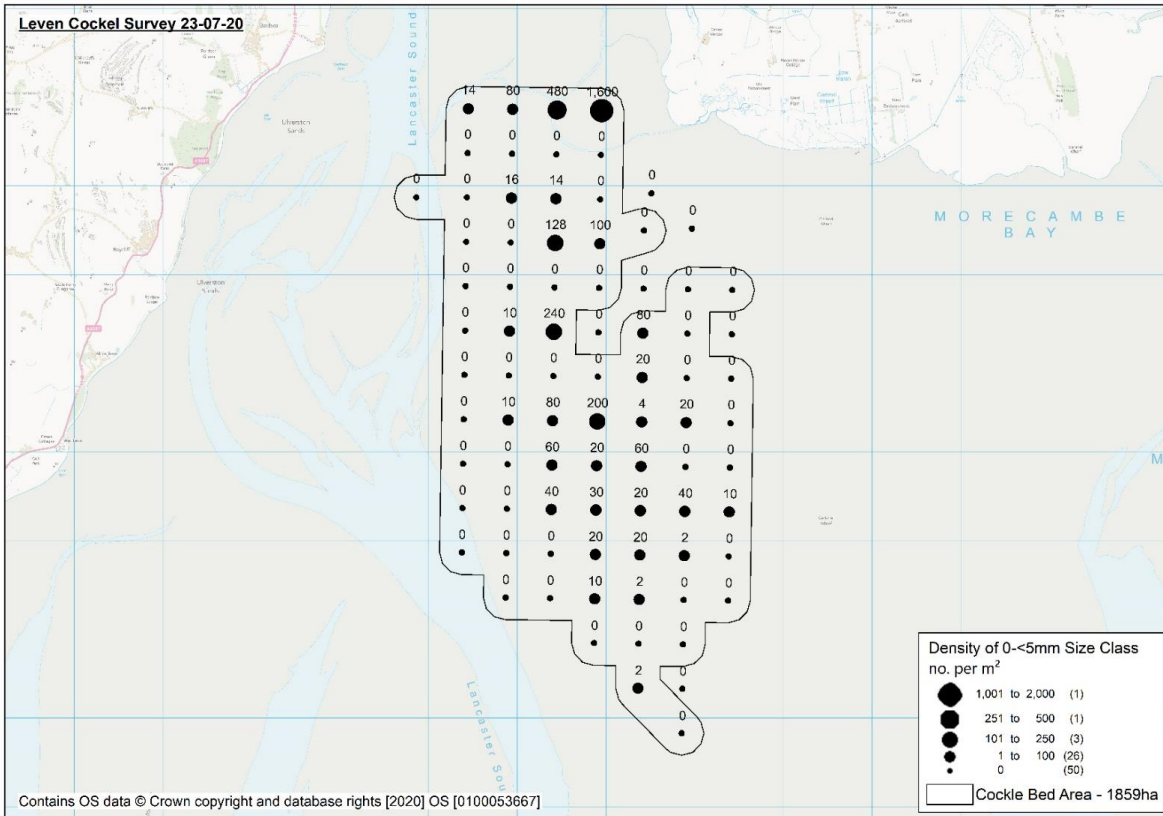 Leven Cockel Survey 23-07-20
Lancaster Sound
Ulverston
Sands
14 80 480 1,600
0 0 0 0
0 0 16 14 0 0
0 0 128 100 0 0
MORECAMBE
BAY
0 0 0 0 0 0 0
Ulverston
Sands
0 10 240 0 80 0 0
0 0 0 0 20 0 0
0 10 80 200 4 20 0
0 0 60 20 60 0 0
M
0 0 40 30 20 40 10
0 0 0 20 20 2 0
0 0 10 2 0 0
0 0 0
2 0
0
Lancaster Sou
Density of 0-<5mm Size Class
no. per m²
1,001 to 2,000 (1)
251 to 500 (1)
101 to 250 (3)
1 to 100 (26)
0 (50)
Cockle Bed Area - 1859ha
Contains OS data © Crown copyright and database rights [2020] OS [0100053667]